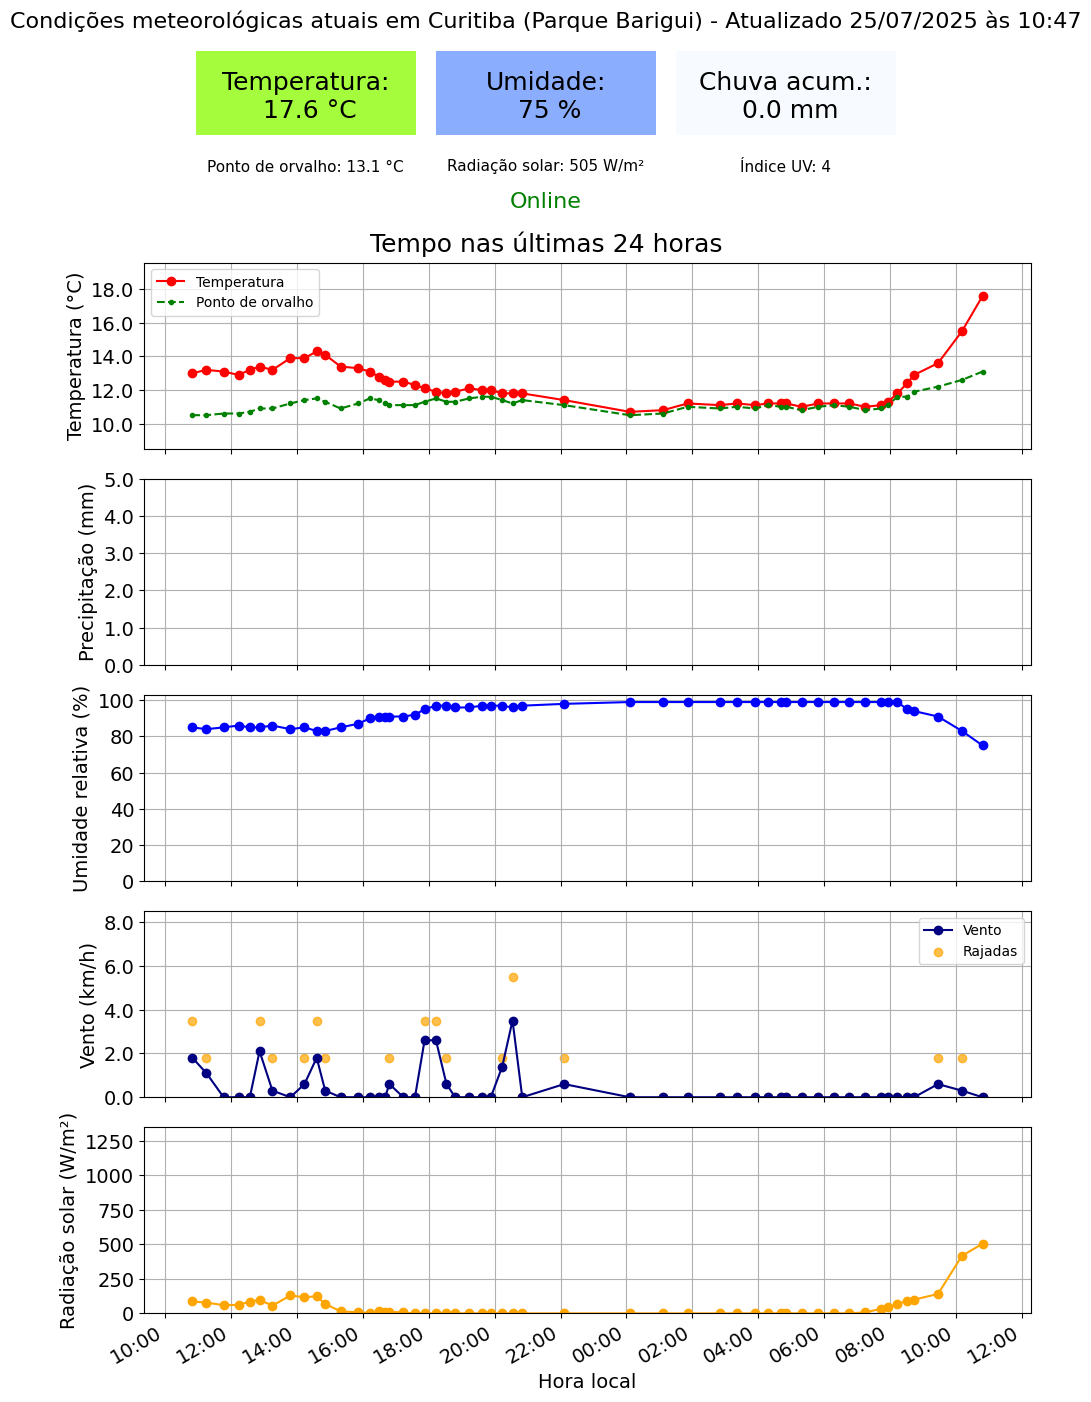 Condições meteorológicas atuais em Curitiba (Parque Barigui) - Atualizado 25/07/2025 às 10:47
Temperatura:
17.6 °C
Umidade:
75 %
Chuva acum.:
0.0 mm
Ponto de orvalho: 13.1 °C
Radiação solar: 505 W/m²
Índice UV: 4
Online
Tempo nas últimas 24 horas
Temperatura (°C)
18.0
16.0
14.0
12.0
10.0
Temperatura
Ponto de orvalho
Precipitação (mm)
5.0
4.0
3.0
2.0
1.0
0.0
Umidade relativa (%)
100
80
60
40
20
0
Vento (km/h)
8.0
6.0
4.0
2.0
0.0
Vento
Rajadas
Radiação solar (W/m²)
1250
1000
750
500
250
0
10:00
12:00
14:00
16:00
18:00
20:00
22:00
00:00
02:00
04:00
06:00
08:00
10:00
12:00
Hora local